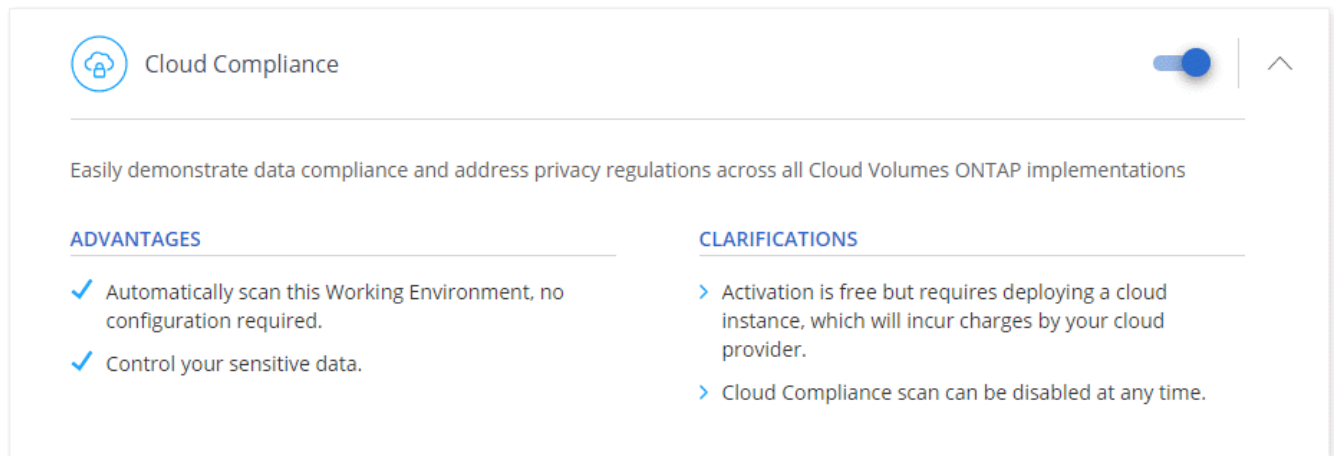 Cloud Compliance
Easily demonstrate data compliance and address privacy regulations across all Cloud Volumes ONTAP implementations
ADVANTAGES
Automatically scan this Working Environment, no
configuration required.
Control your sensitive data.
CLARIFICATIONS
Activation is free but requires deploying a cloud
instance, which will incur charges by your cloud
provider.
Cloud Compliance scan can be disabled at any time.